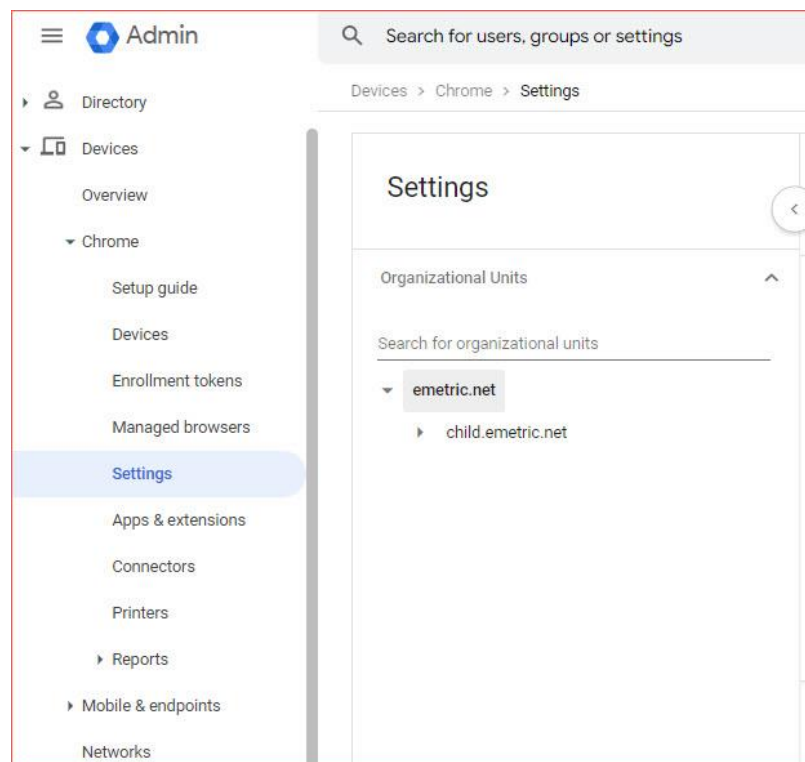 Admin
Search for users, groups or settings
Directory
Devices
Overview
Chrome
Setup guide
Devices
Enrollment tokens
Managed browsers
Settings
Apps & extensions
Connectors
Printers
Reports
Mobile & endpoints
Networks
Devices > Chrome > Settings
Settings
Organizational Units
Search for organizational units
emetric.net
child.emetric.net